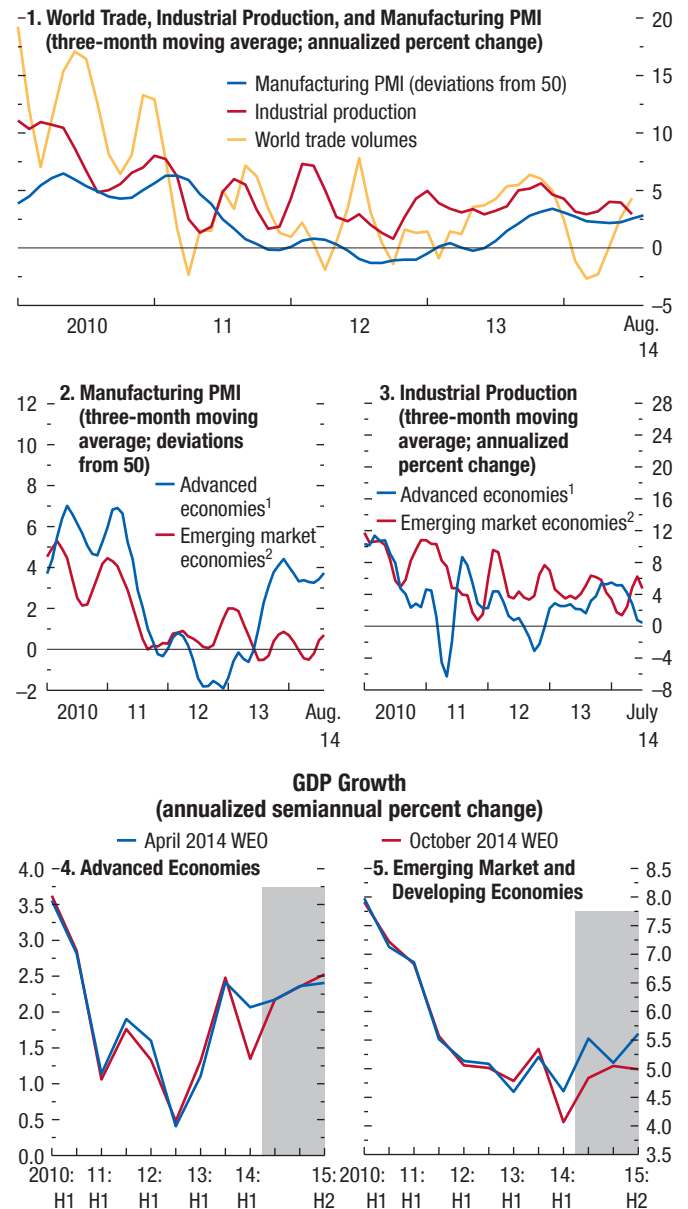 1. World Trade, Industrial Production, and Manufacturing PMI
(three-month moving average; annualized percent change)
Manufacturing PMI (deviations from 50)
Industrial production
World trade volumes
20
15
10
5
0
–5
2010 11 12 13 Aug.
14
2. Manufacturing PMI
(three-month moving
average; deviations
from 50)
Advanced
economies1
Emerging market
economies2
12
10
8
6
4
2
0
–2
2010 11 12 13 Aug.
14
3. Industrial Production
(three-month moving
average; annualized
percent change)
Advanced economies1
Emerging market economies2
28
24
20
16
12
8
4
0
–4
–8
2010 11 12 13 July
14
GDP Growth
(annualized semiannual percent change)
April 2014 WEO October 2014 WEO
4. Advanced Economies
4.0
3.5
3.0
2.5
2.0
1.5
1.0
0.5
0.0
2010: 11: 12: 13: 14: 15:
H1 H1 H1 H1 H1 H2
5. Emerging Market and
Developing Economies
8.5
8.0
7.5
7.0
6.5
6.0
5.5
5.0
4.5
4.0
3.5
2010: 11: 12: 13: 14: 15:
H1 H1 H1 H1 H1 H2